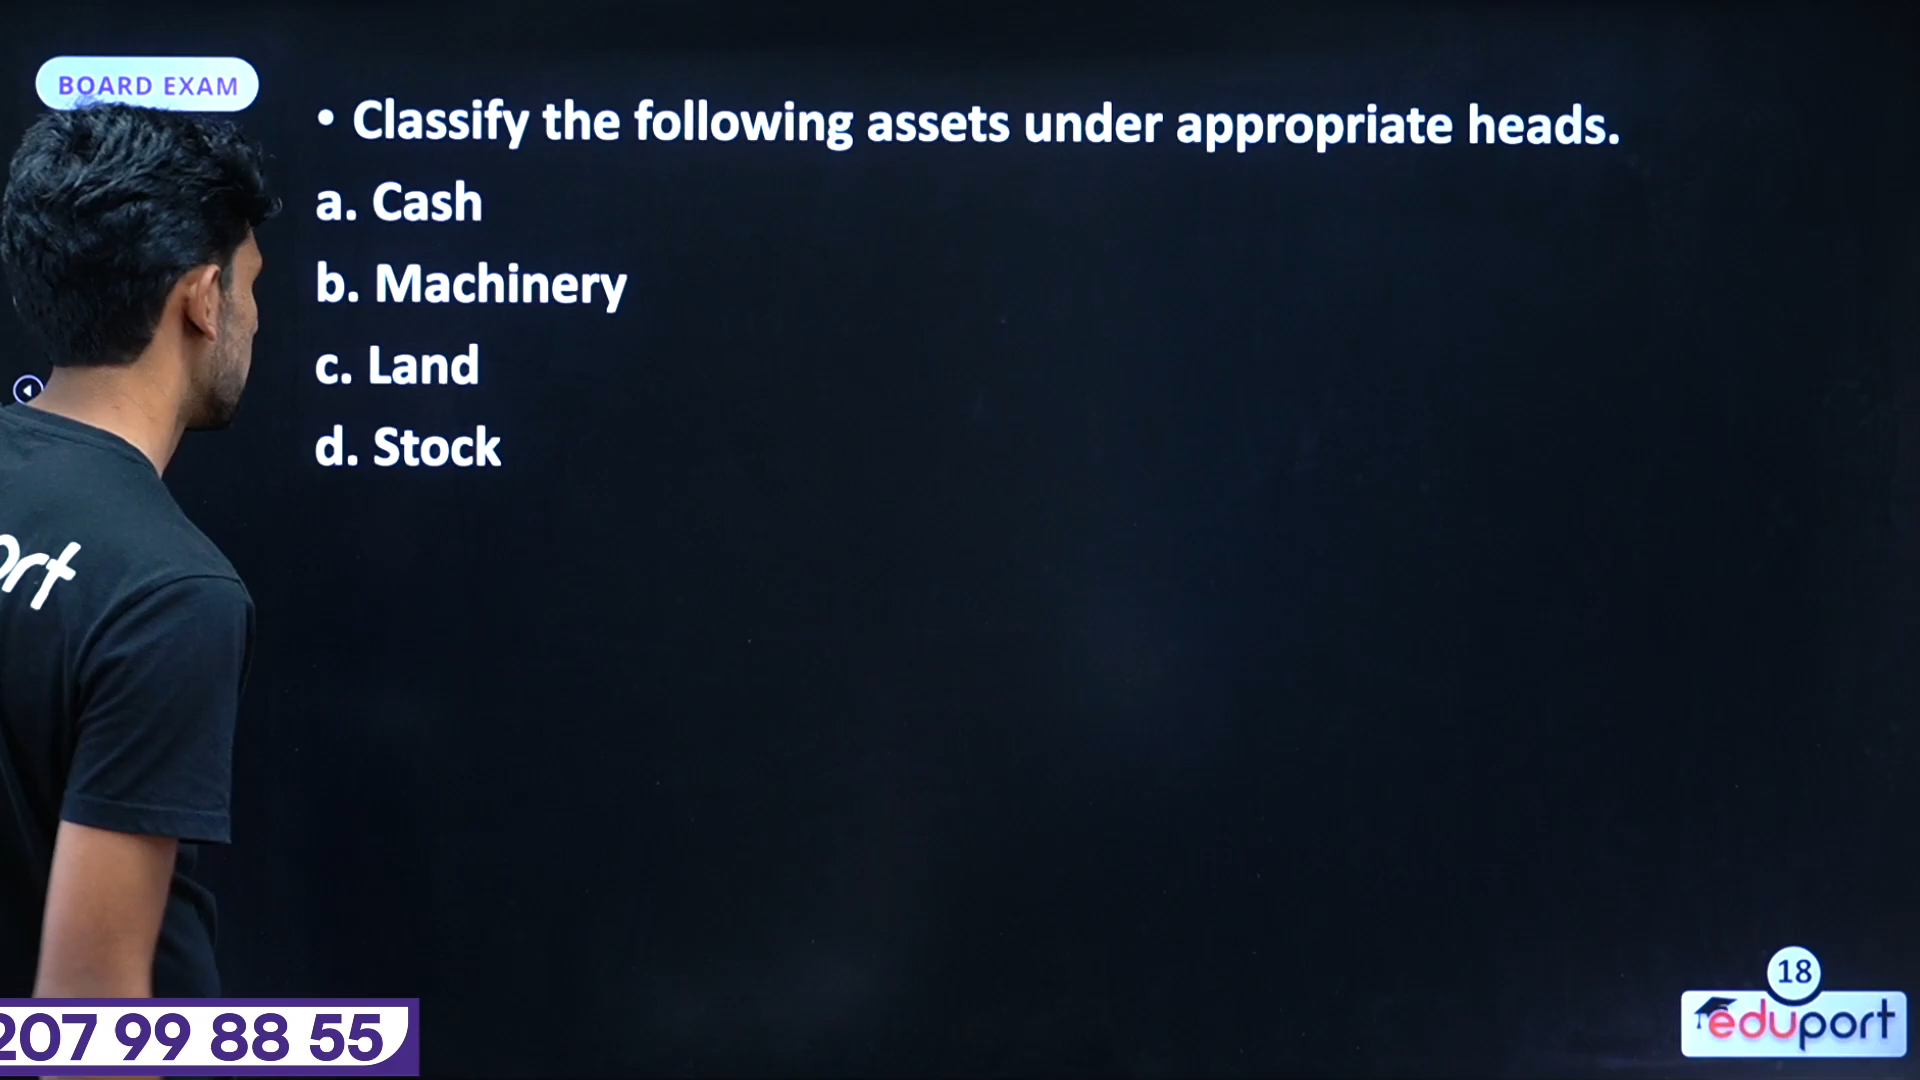 BOARD EXAM
• Classify the following assets under appropriate heads.
a. Cash
b. Machinery
c. Land
d. Stock
ort
207 99 88 55
18
eduport